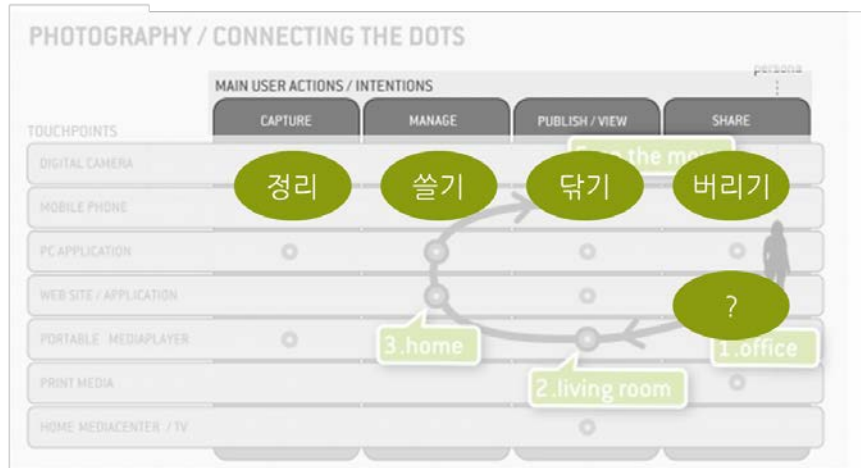 PHOTOGRAPHY / CONNECTING THE DOTS
persona
MAIN USER ACTIONS / INTENTIONS
TOUCHPOINTS
CAPTURE
MANAGE
PUBLISH / VIEW
SHARE
DIGITAL CAMERA
the
정리
쓸기
닦기
버리기
MOBILE PHONE
PC APPLICATION
WEB SITE / APPLICATION
?
PORTABLE MEDIAPLAYER
3.home
1.office
PRINT MEDIA
2.living room
HOME MEDIACENTER / TV